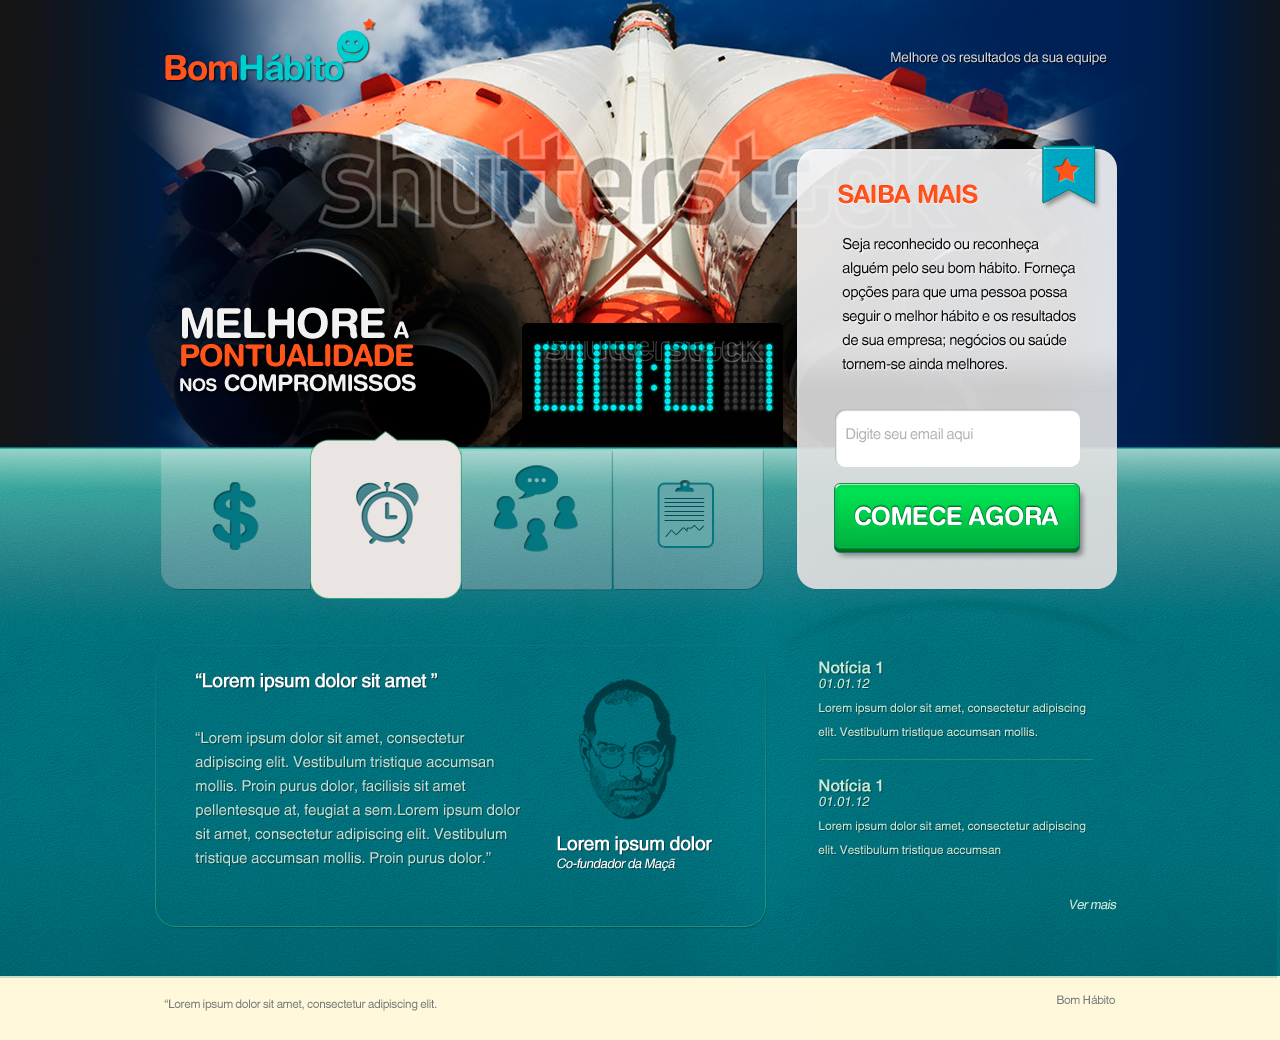 BomHábito
Melhore os resultados da sua equipe
shutterstock
SAIBA MAIS
Seja reconhecido ou reconheça
alguém pelo seu bom hábito. Forneça
opções para que uma pessoa possa
seguir o melhor hábito e os resultados
de sua empresa; negócios ou saúde
tornem-se ainda melhores.
MELHORE A
PONTUALIDADE
NOS COMPROMISSOS
shutterstock
00:01
Digite seu email aqui
COMECE AGORA
$
“Lorem ipsum dolor sit amet ”
“Lorem ipsum dolor sit amet, consectetur
adipiscing elit. Vestibulum tristique accumsan
mollis. Proin purus dolor, facilisis sit amet
pellentesque at, feugiat a sem.Lorem ipsum dolor
sit amet, consectetur adipiscing elit. Vestibulum
tristique accumsan mollis. Proin purus dolor.”
Lorem ipsum dolor
Co-fundador da Maçã
Notícia 1
01.01.12
Lorem ipsum dolor sit amet, consectetur adipiscing
elit. Vestibulum tristique accumsan mollis.
Notícia 1
01.01.12
Lorem ipsum dolor sit amet, consectetur adipiscing
elit. Vestibulum tristique accumsan
Ver mais
“Lorem ipsum dolor sit amet, consectetur adipiscing elit.
Bom Hábito